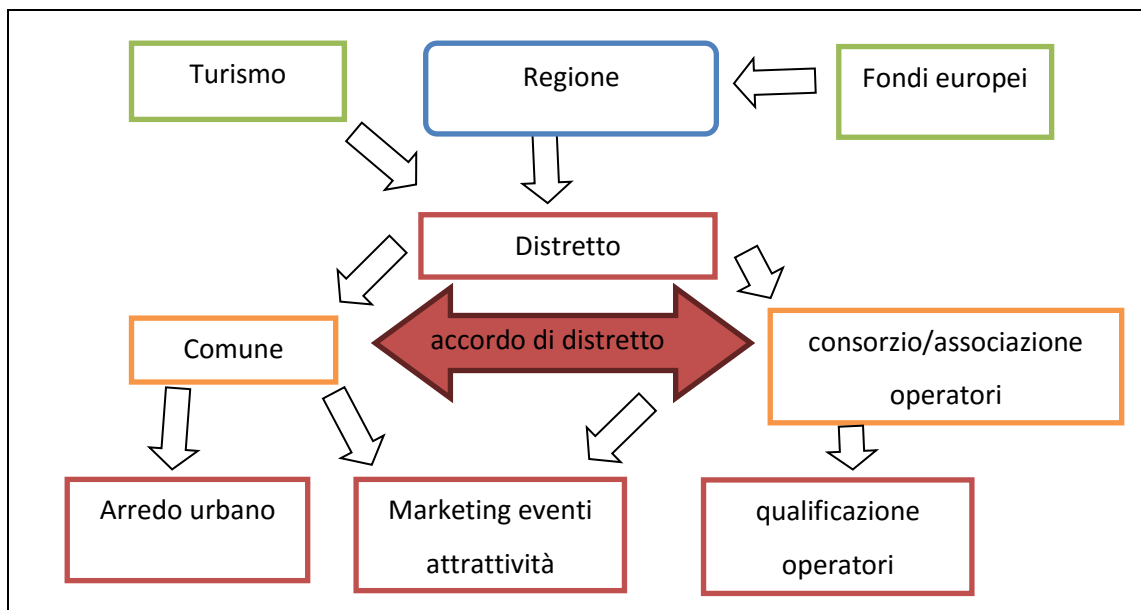 Turismo
Regione
Fondi europei
Distretto
Comune
accordo di distretto
consorzio/associazione
operatori
Arredo urbano
Marketing eventi
attrattività
qualificazione
operatori